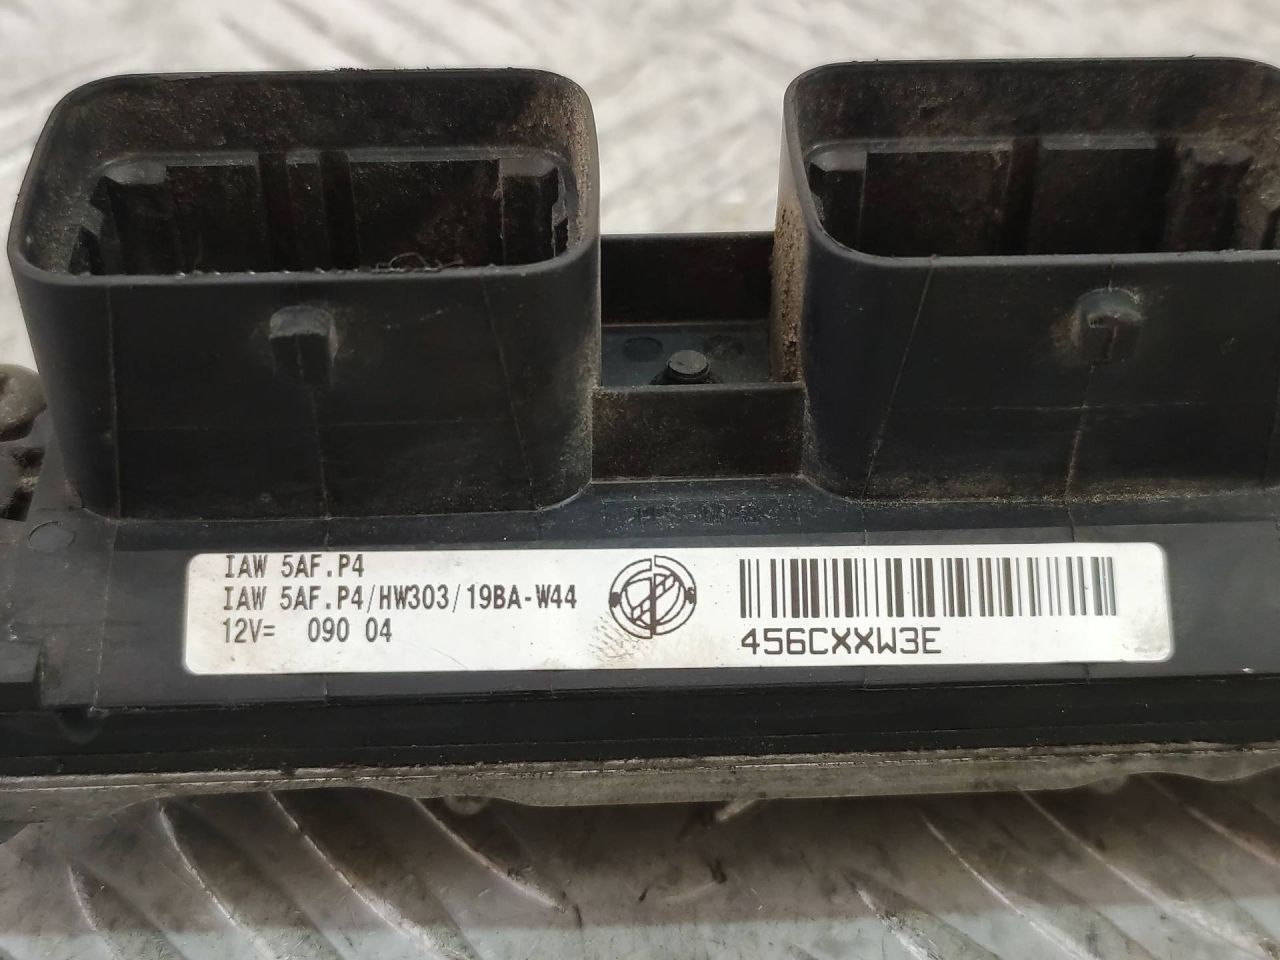 IAW 5AF.P4
IAW 5AF.P4/HW303/19BA-W44
12V= 090 04
456CXXW3E